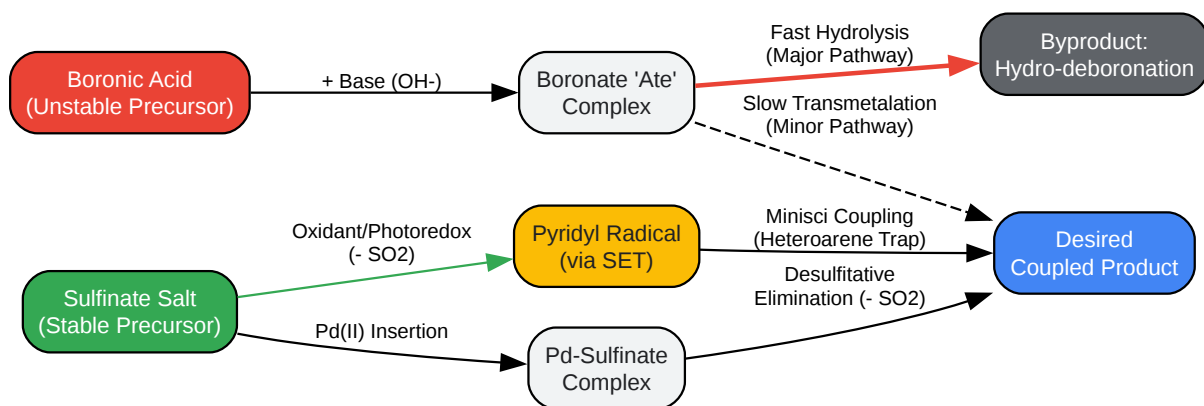 Boronic Acid
(Unstable Precursor)
+ Base (OH-)
Boronate 'Ate'
Complex
Fast Hydrolysis
(Major Pathway)
Byproduct:
Hydro-deboronation
Slow Transmetalation
(Minor Pathway)
Sulfinate Salt
(Stable Precursor)
Oxidant/Photoredox
(- SO2)
Pyridyl Radical
(via SET)
Minisci Coupling
(Heteroarene Trap)
Desired
Coupled Product
Pd(II) Insertion
Pd-Sulfinate
Complex
Desulfitative
Elimination (- SO2)